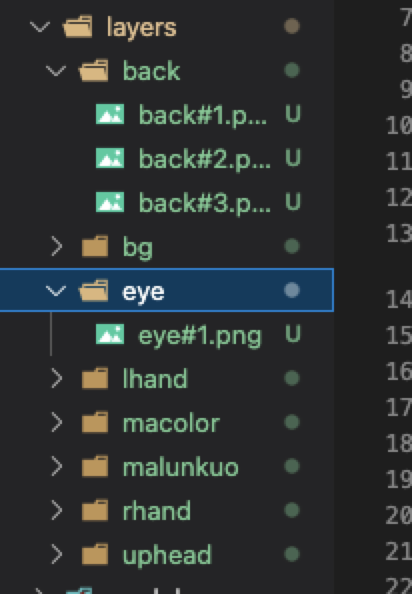 layers
7
8
back
9
back#1.p... U
10
11
back#2.p... U
12
back#3.p... U
13
bg
eye
14
eye#1.png U
15
lhand
16
macolor
17
18
malunkuo
19
rhand
20
uphead
21
22